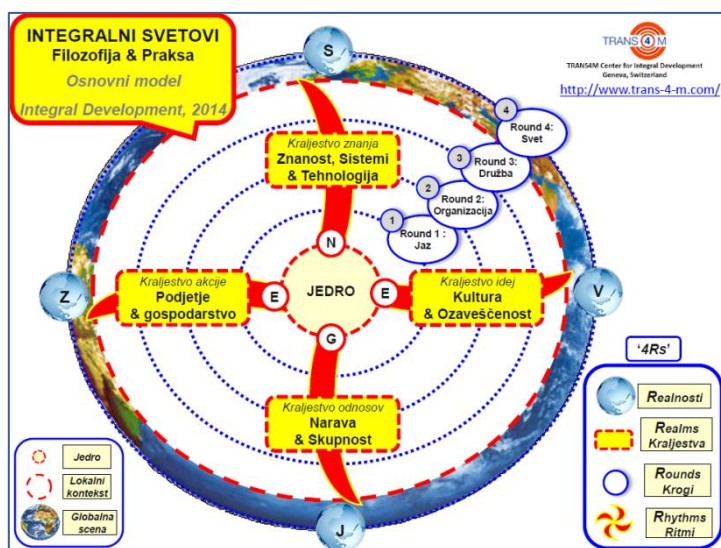 INTEGRALNI SVETOVI
Filozofija & Praksa
Osnovni model
Integral Development, 2014
TRANS 4 M
TRANS4M Center for Integral Development
Geneva, Switzerland
http://www.trans-4-m.com/
S
4
Round 4:
Svet
3
Round 3:
Družba
2
Round 2:
Organizacija
1
Round 1 :
Jaz
Kraljestvo znanja
Znanost, Sistemi
& Tehnologija
N
Z
Kraljestvo akcije
Podjetje
& gospodarstvo
E
JEDRO
E
Kraljestvo idej
Kultura
& Ozaveščenost
V
G
Kraljestvo odnosov
Narava
& Skupnost
J
Jedro
Lokalni
kontekst
Globalna
scena
'4Rs'
Realnosti
Realms
Kraljestva
Rounds
Krogi
Rhythms
Ritmi